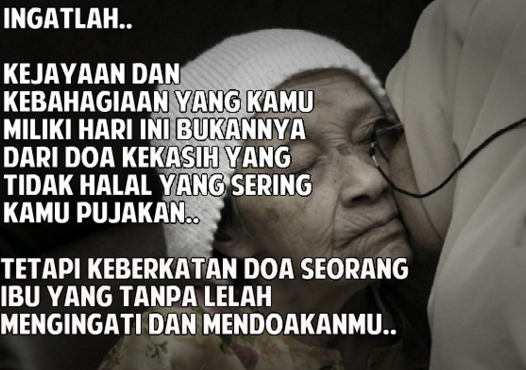 INGATLAH..
KEJAYAAN DAN
KEBAHAGIAAN YANG KAMU
MILIKI HARI INI BUKANNYA
DARI DOA KEKASIH YANG
TIDAK HALAL YANG SERING
KAMU PUJAKAN..
TETAPI KEBERKATAN DOA SEORANG
IBU YANG TANPA LELAH
MENGINGATI DAN MENDOAKANMU..